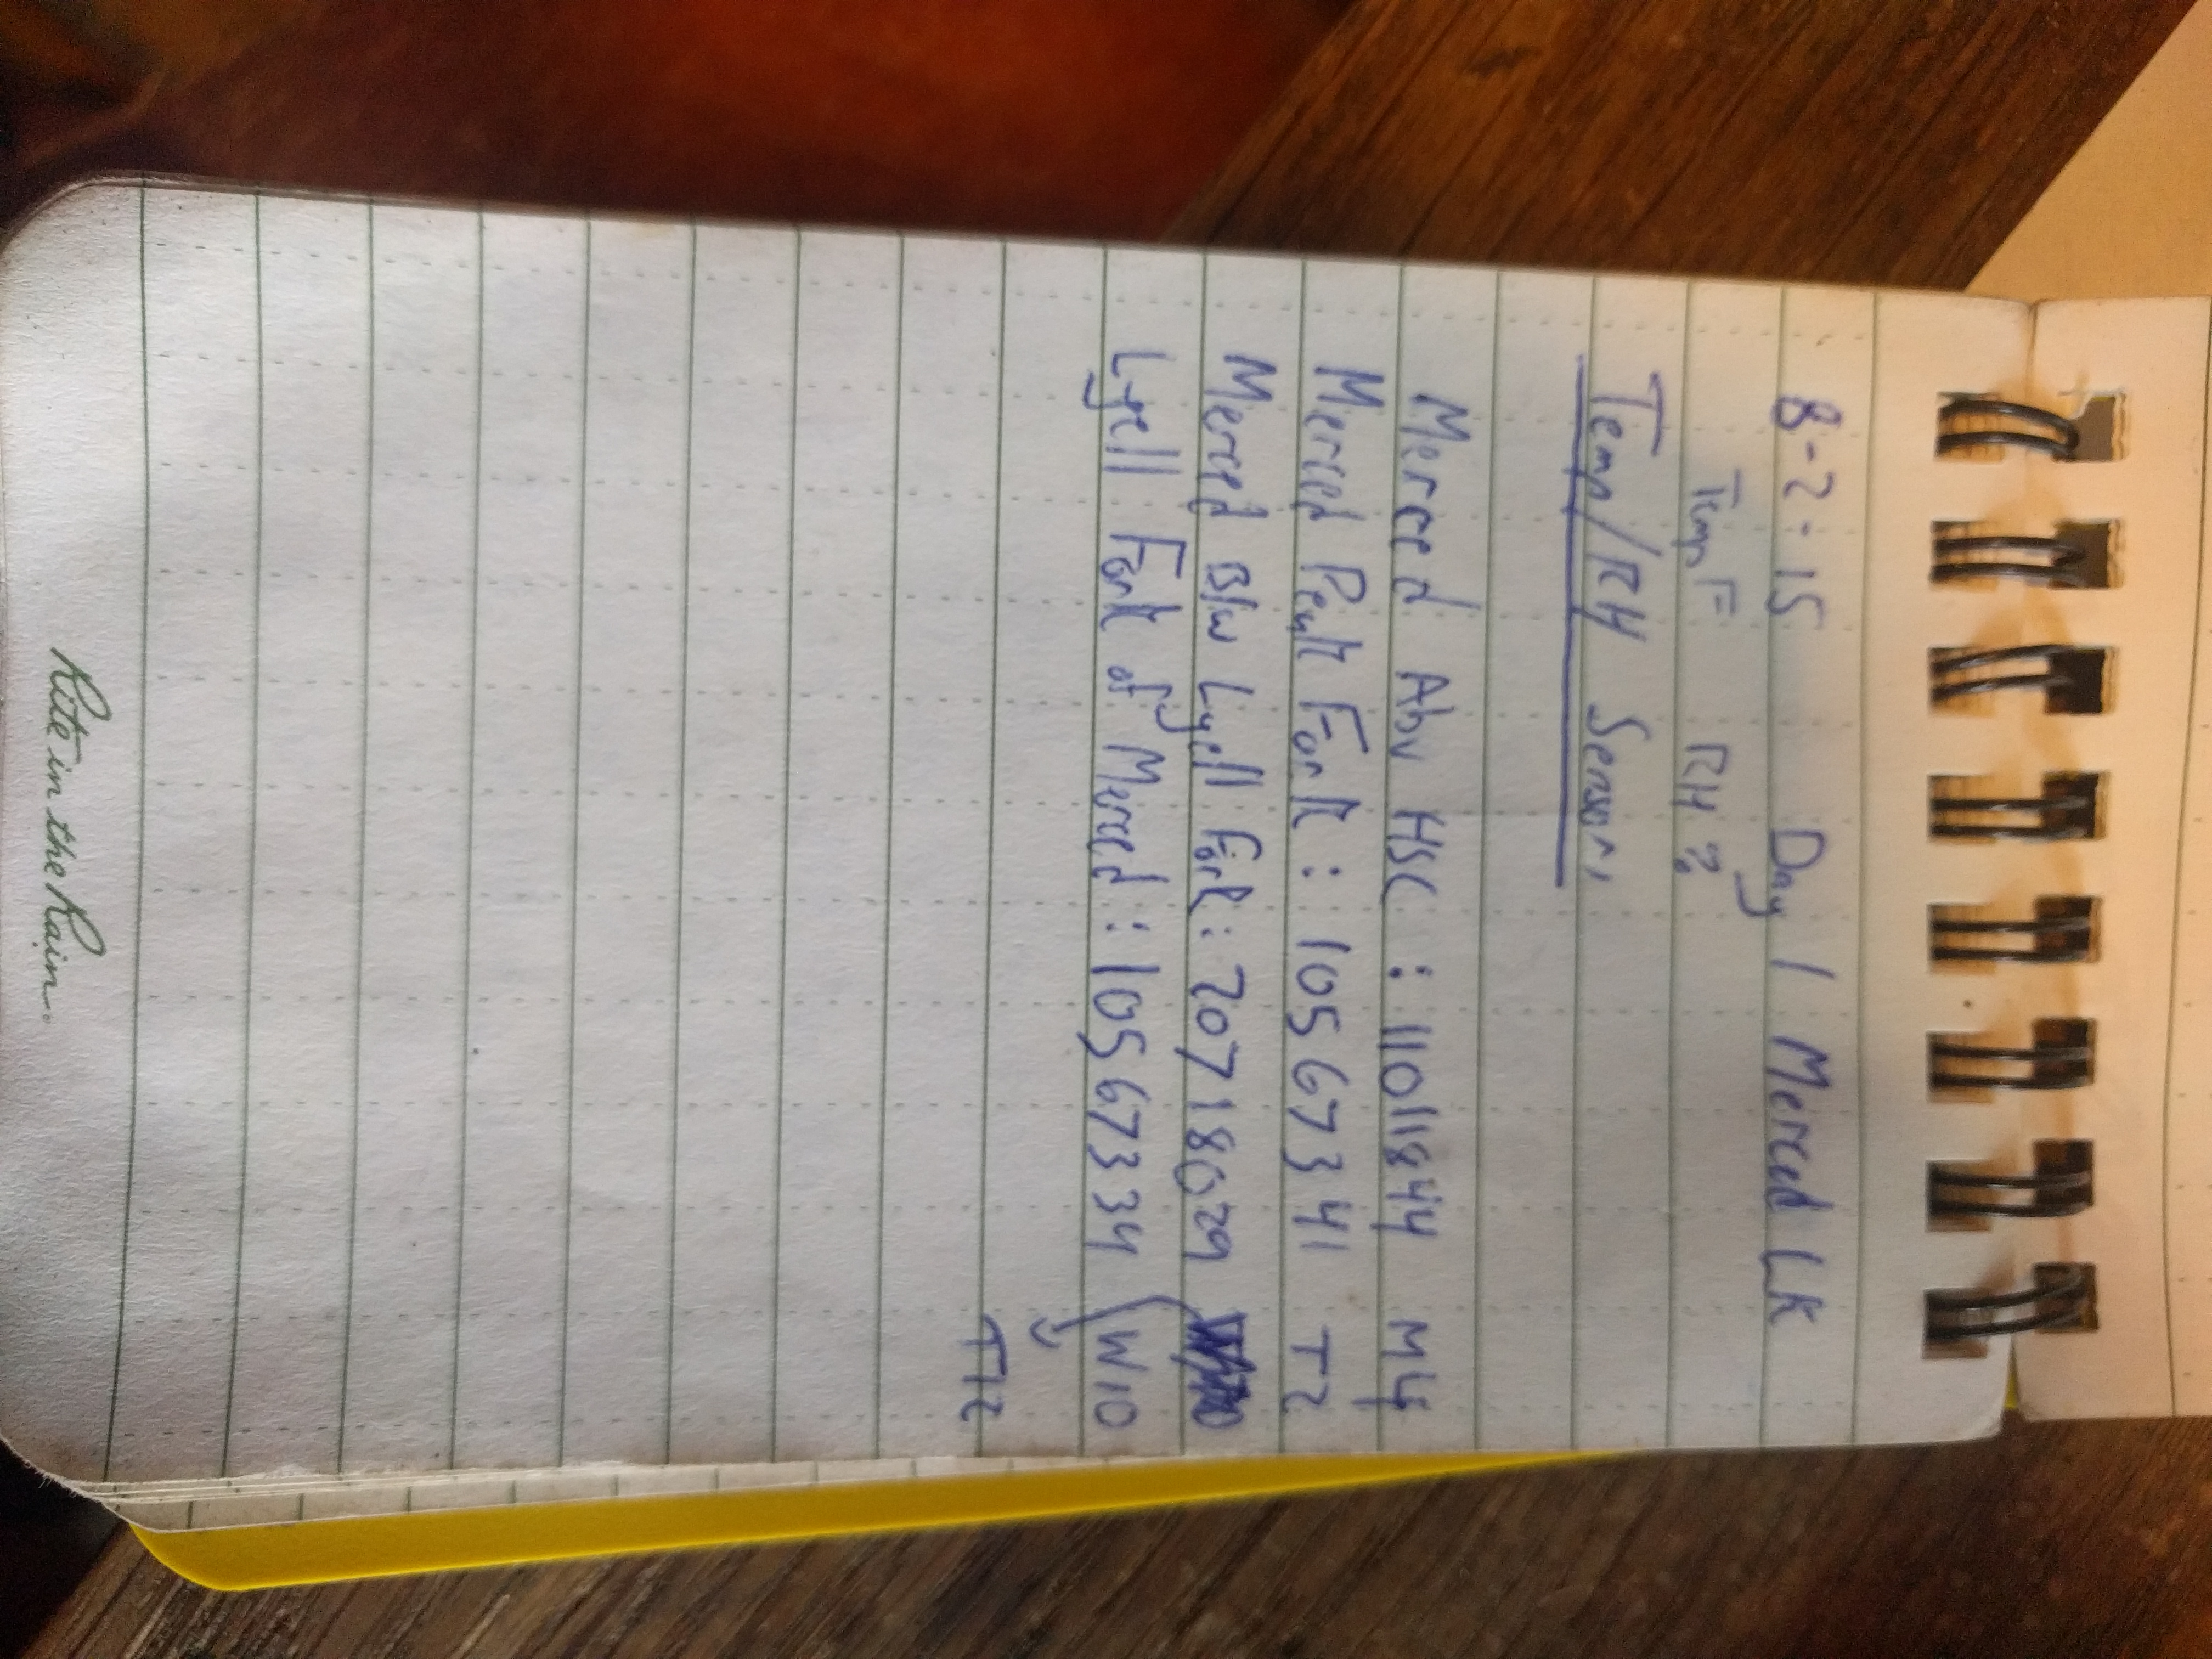 8-2-15 Day 1 Merced LK
Temp F RH %
Temp/RH Sensors
Merced Abv HSC : 11011844 M4
Merced Peak Fork : 10567341 T2
Merced Blw Lyell Fork : 20718029
Lyell Fork of Merced : 10567334 W10
T12
Rite in the Rain.